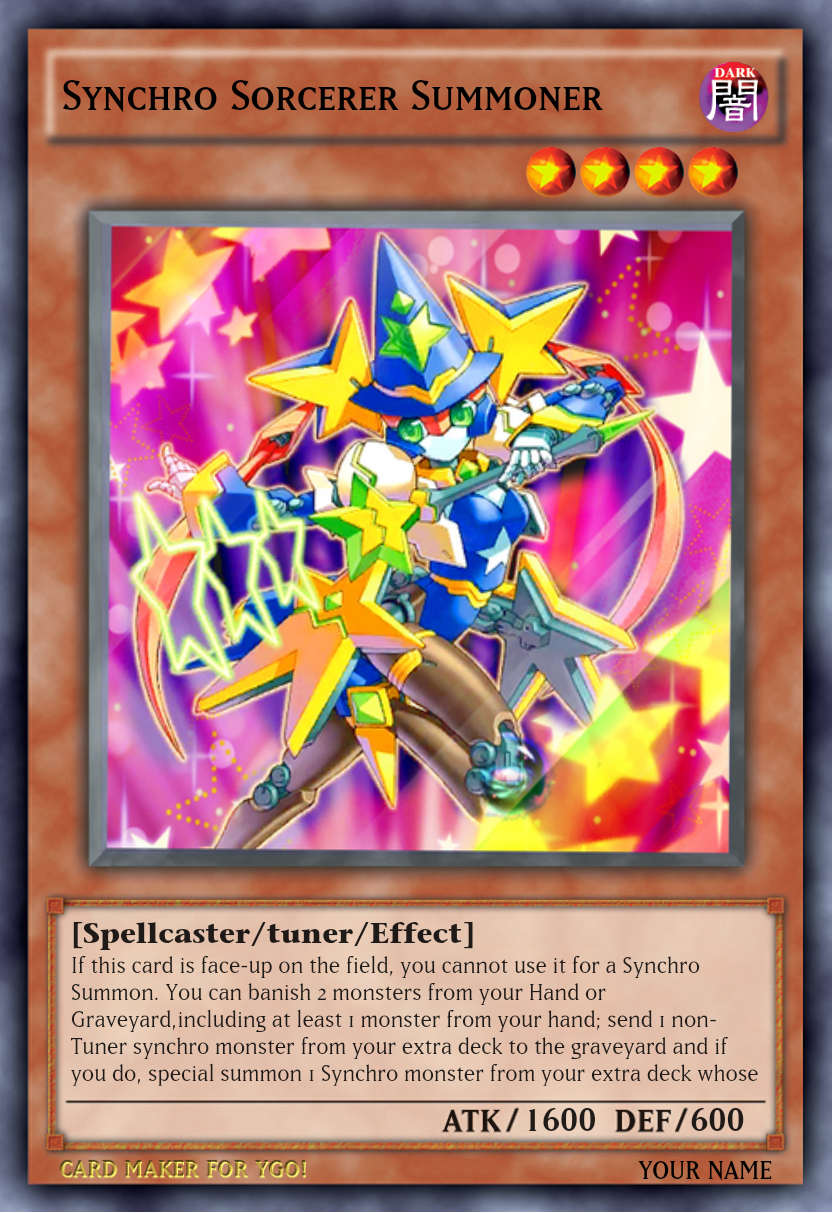 Synchro Sorcerer Summoner
DARK
闇
[Spellcaster/tuner/Effect]
If this card is face-up on the field, you cannot use it for a Synchro
Summon. You can banish 2 monsters from your Hand or
Graveyard,including at least 1 monster from your hand; send 1 non-
Tuner synchro monster from your extra deck to the graveyard and if
you do, special summon 1 Synchro monster from your extra deck whose
ATK/1600 DEF/600
CARD MAKER FOR YGO!
YOUR NAME